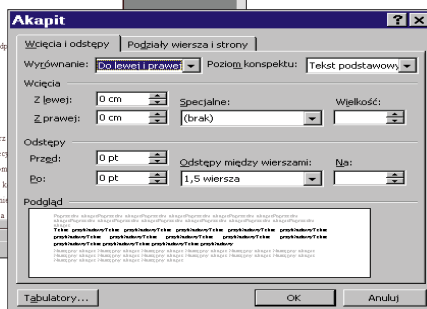 Akapit
Wcięcia i odstępy
Podziały wiersza i strony
Wyrównanie: Do lewej i prawej Poziom konspektu: Tekst podstawowy
Wcięcia
Z lewej: 0 cm Specjalne: Wielkość:
Z prawej: 0 cm (brak)
Odstępy
Przed: 0 pt Odstępy między wierszami: Na:
Po: 0 pt 1,5 wiersza
Podgląd
Tabulatory... OK Anuluj